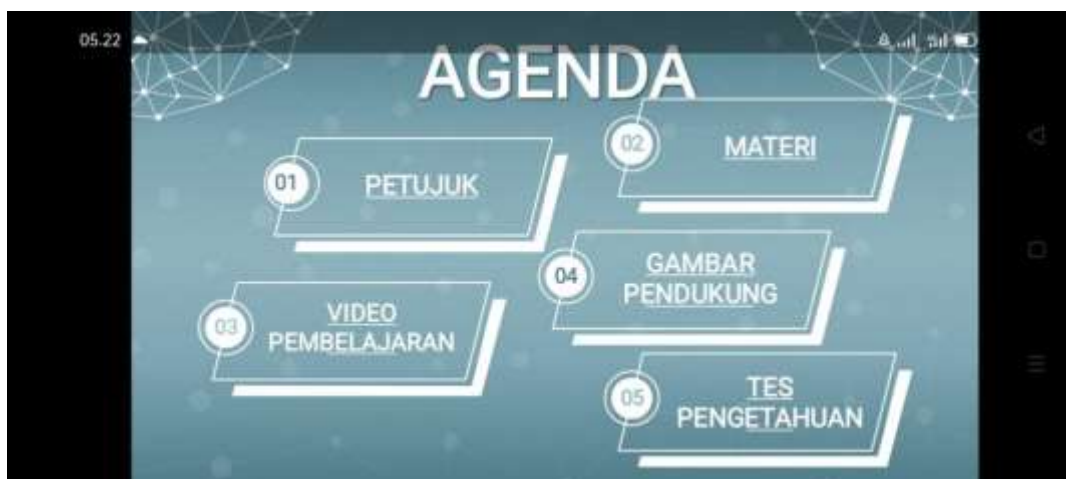 05.22
AGENDA
01
PETUJUK
02
MATERI
03
VIDEO
PEMBELAJARAN
04
GAMBAR
PENDUKUNG
05
TES
PENGETAHUAN